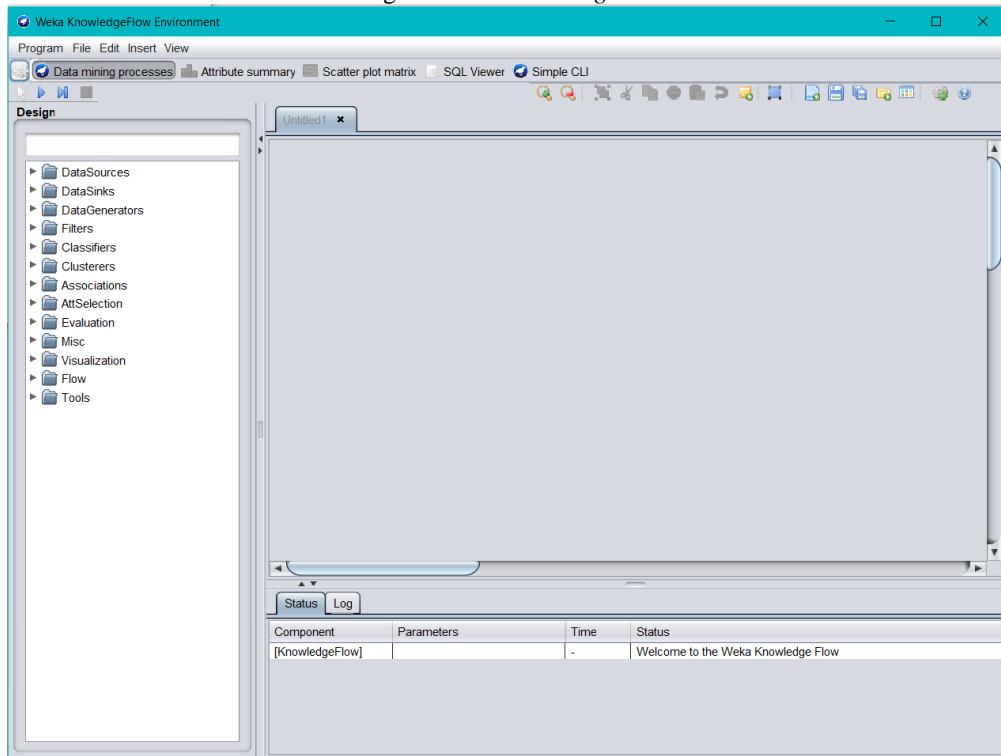 Weka KnowledgeFlow Environment
Program File Edit Insert View
Data mining processes Attribute summary Scatter plot matrix SQL Viewer Simple CLI
Design
Untitled1
DataSources
DataSinks
DataGenerators
Filters
Classifiers
Clusterers
Associations
AttSelection
Evaluation
Misc
Visualization
Flow
Tools
Status Log
Component Parameters Time Status
[KnowledgeFlow] - Welcome to the Weka Knowledge Flow